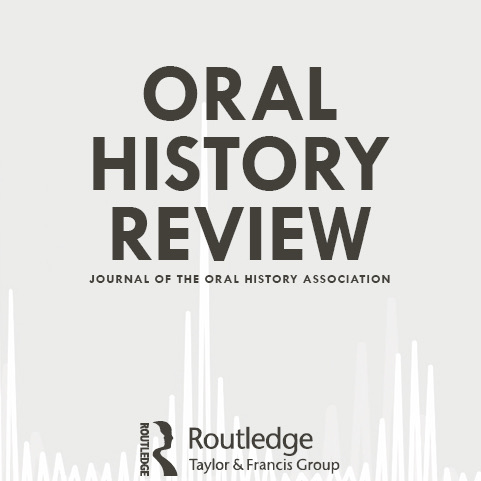 ORAL
HISTORY
REVIEW
JOURNAL OF THE ORAL HISTORY ASSOCIATION
ROUTLEDGE
Routledge
Taylor & Francis Group